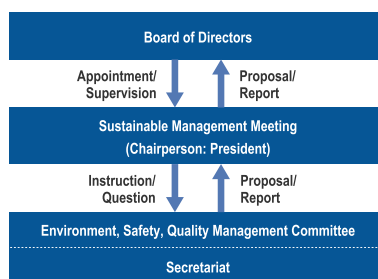 Board of Directors
Appointment/
Supervision
Proposal/
Report
Sustainable Management Meeting
(Chairperson: President)
Instruction/
Question
Proposal/
Report
Environment, Safety, Quality Management Committee
Secretariat